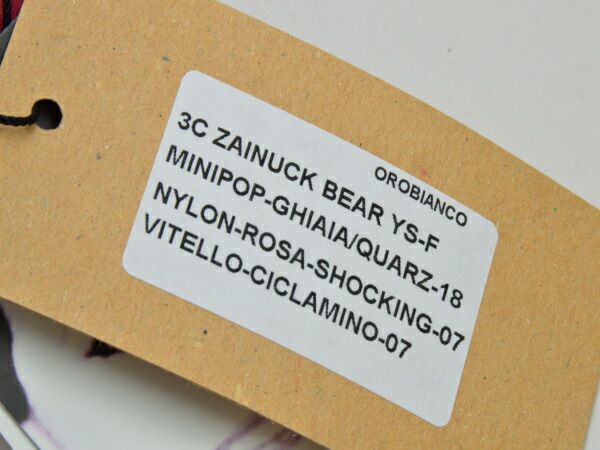 OROBIANCO
3C ZAINUCK BEAR YS-F
MINIPOP-GHIAIA/QUARZ-18
NYLON-ROSA-SHOCKING-07
VITELLO-CICLAMINO-07